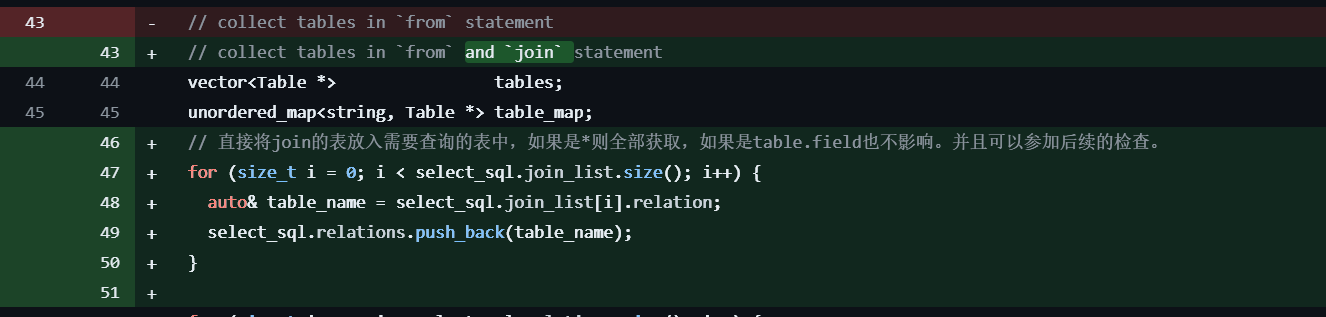 43 - // collect tables in `from` statement
43 + // collect tables in `from` and `join` statement
44 44 vector<Table *> tables;
45 45 unordered_map<string, Table *> table_map;
46 + // 直接将join的表放入需要查询的表中，如果是*则全部获取，如果是table.field也不影响。并且可以参加后续的检查。
47 + for (size_t i = 0; i < select_sql.join_list.size(); i++) {
48 + auto& table_name = select_sql.join_list[i].relation;
49 + select_sql.relations.push_back(table_name);
50 + }
51 +